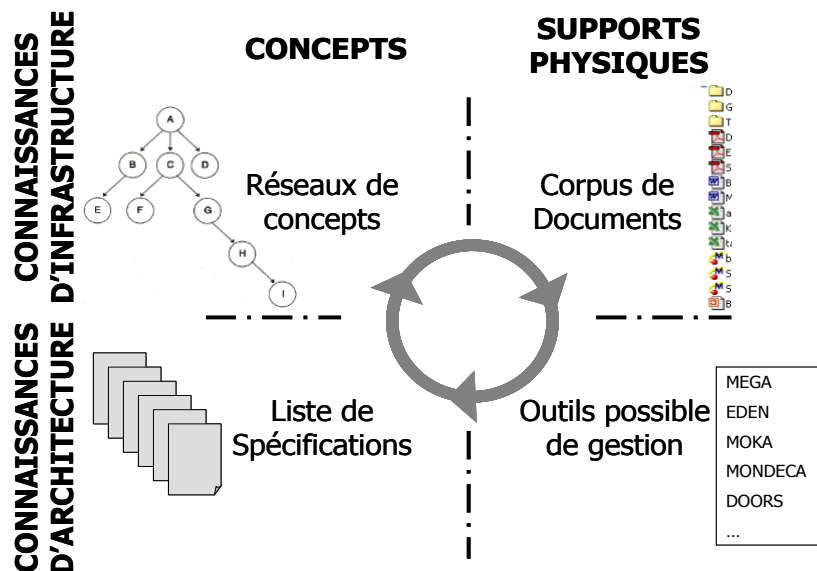 CONCEPTS
SUPPORTS
PHYSIQUES
CONNAISSANCES
D'INFRASTRUCTURE
A
B
C
D
E
F
G
H
I
Réseaux de
concepts
Corpus de
Documents
D
G
T
D
E
S
B
M
a
K
b
S
S
B
CONNAISSANCES
D'ARCHITECTURE
Liste de
Spécifications
Outils possible
de gestion
MEGA
EDEN
MOKA
MONDECA
DOORS
...